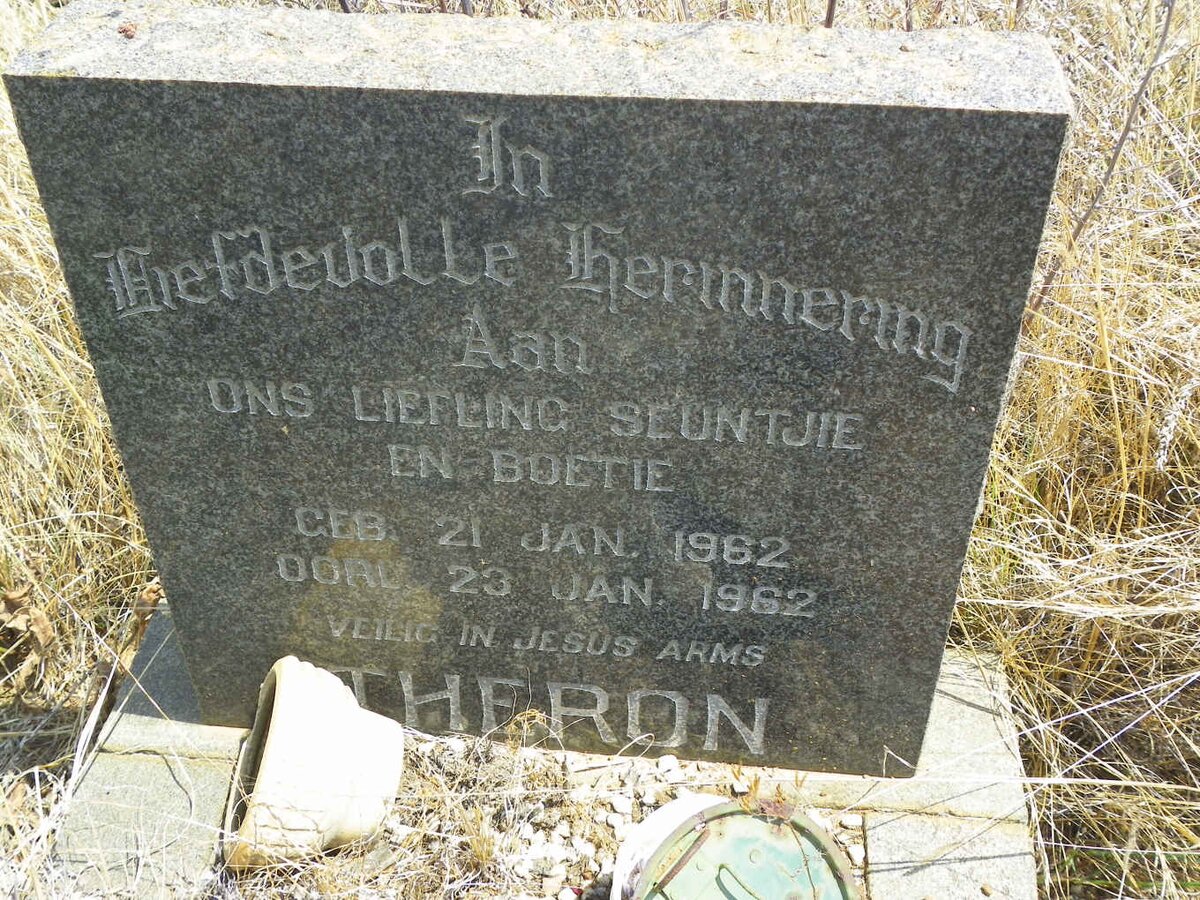 In
Liefdevolle Herinnering
Aan
ONS LIEFLING SEUNTJIE
EN BOETIE
GEB. 21 JAN. 1962
OORL. 23 JAN. 1962
VEILIG IN JESUS ARMS
THERON